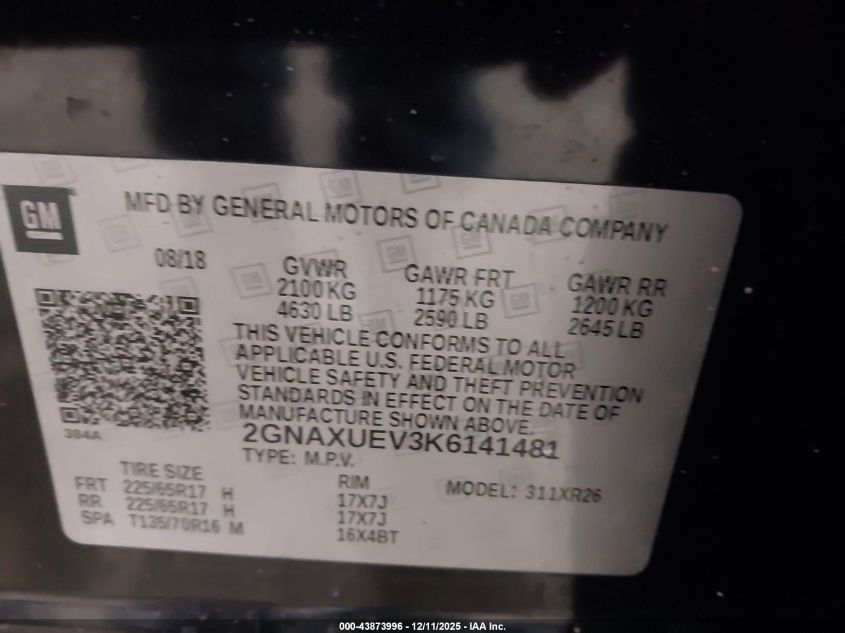 GM
MFD BY GENERAL MOTORS OF CANADA COMPANY
08/18
GVWR GAWR FRT GAWR RR
2100 KG 1175 KG 1200 KG
4630 LB 2590 LB 2645 LB
THIS VEHICLE CONFORMS TO ALL
APPLICABLE U.S. FEDERAL MOTOR
VEHICLE SAFETY AND THEFT PREVENTION
STANDARDS IN EFFECT ON THE DATE OF
MANUFACTURE SHOWN ABOVE.
384A
2GNAXUEV3K6141481
TYPE: M.P.V.
TIRE SIZE RIM MODEL: 311XR26
FRT 225/65R17 H 17X7J
RR 225/65R17 H 17X7J
SPA T135/70R16 M 16X4BT
000-43873996 - 12/11/2025 - IAA Inc.